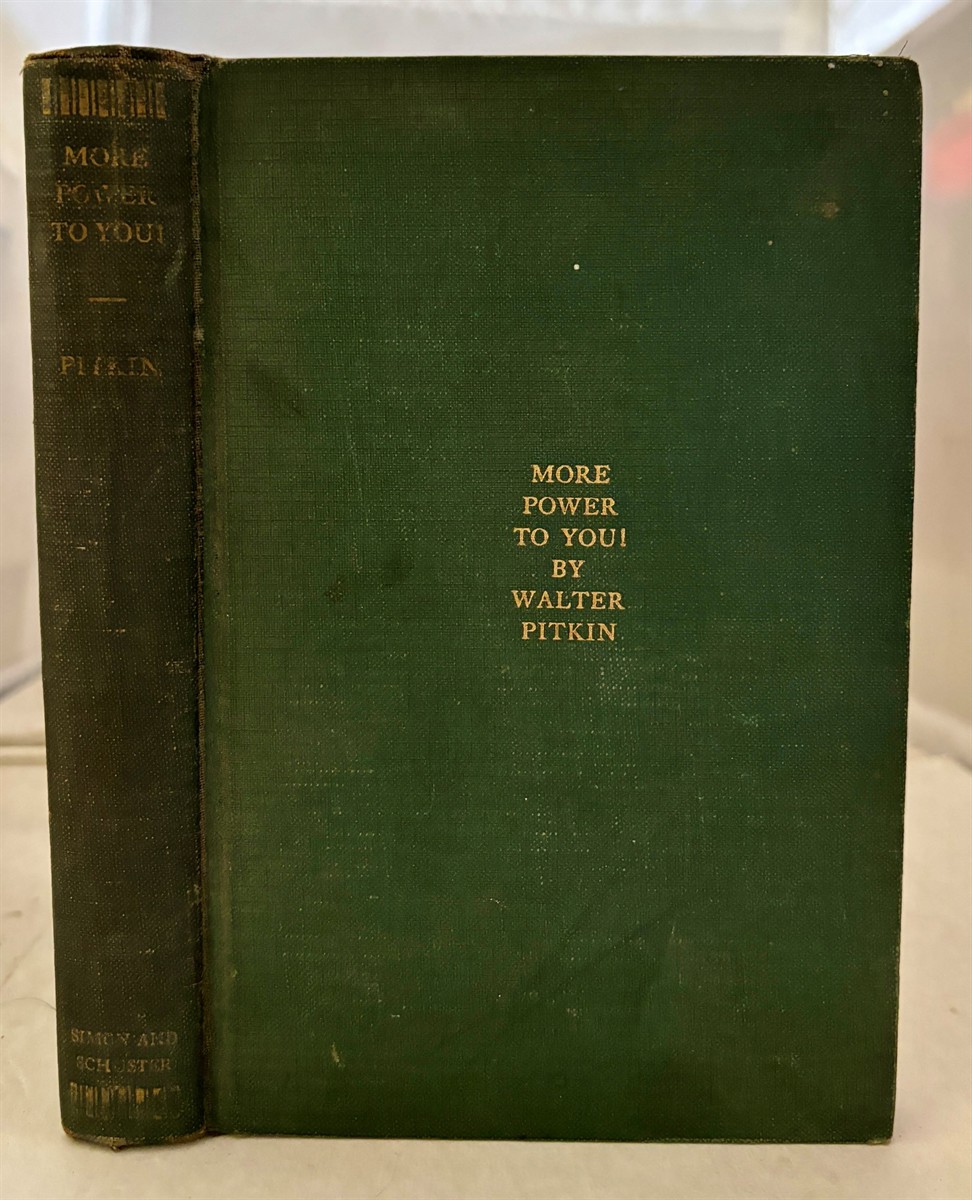 MORE
POWER
TO YOU!
PITKIN
SIMON AND
SCHUSTER
MORE
POWER
TO YOU!
BY
WALTER
PITKIN